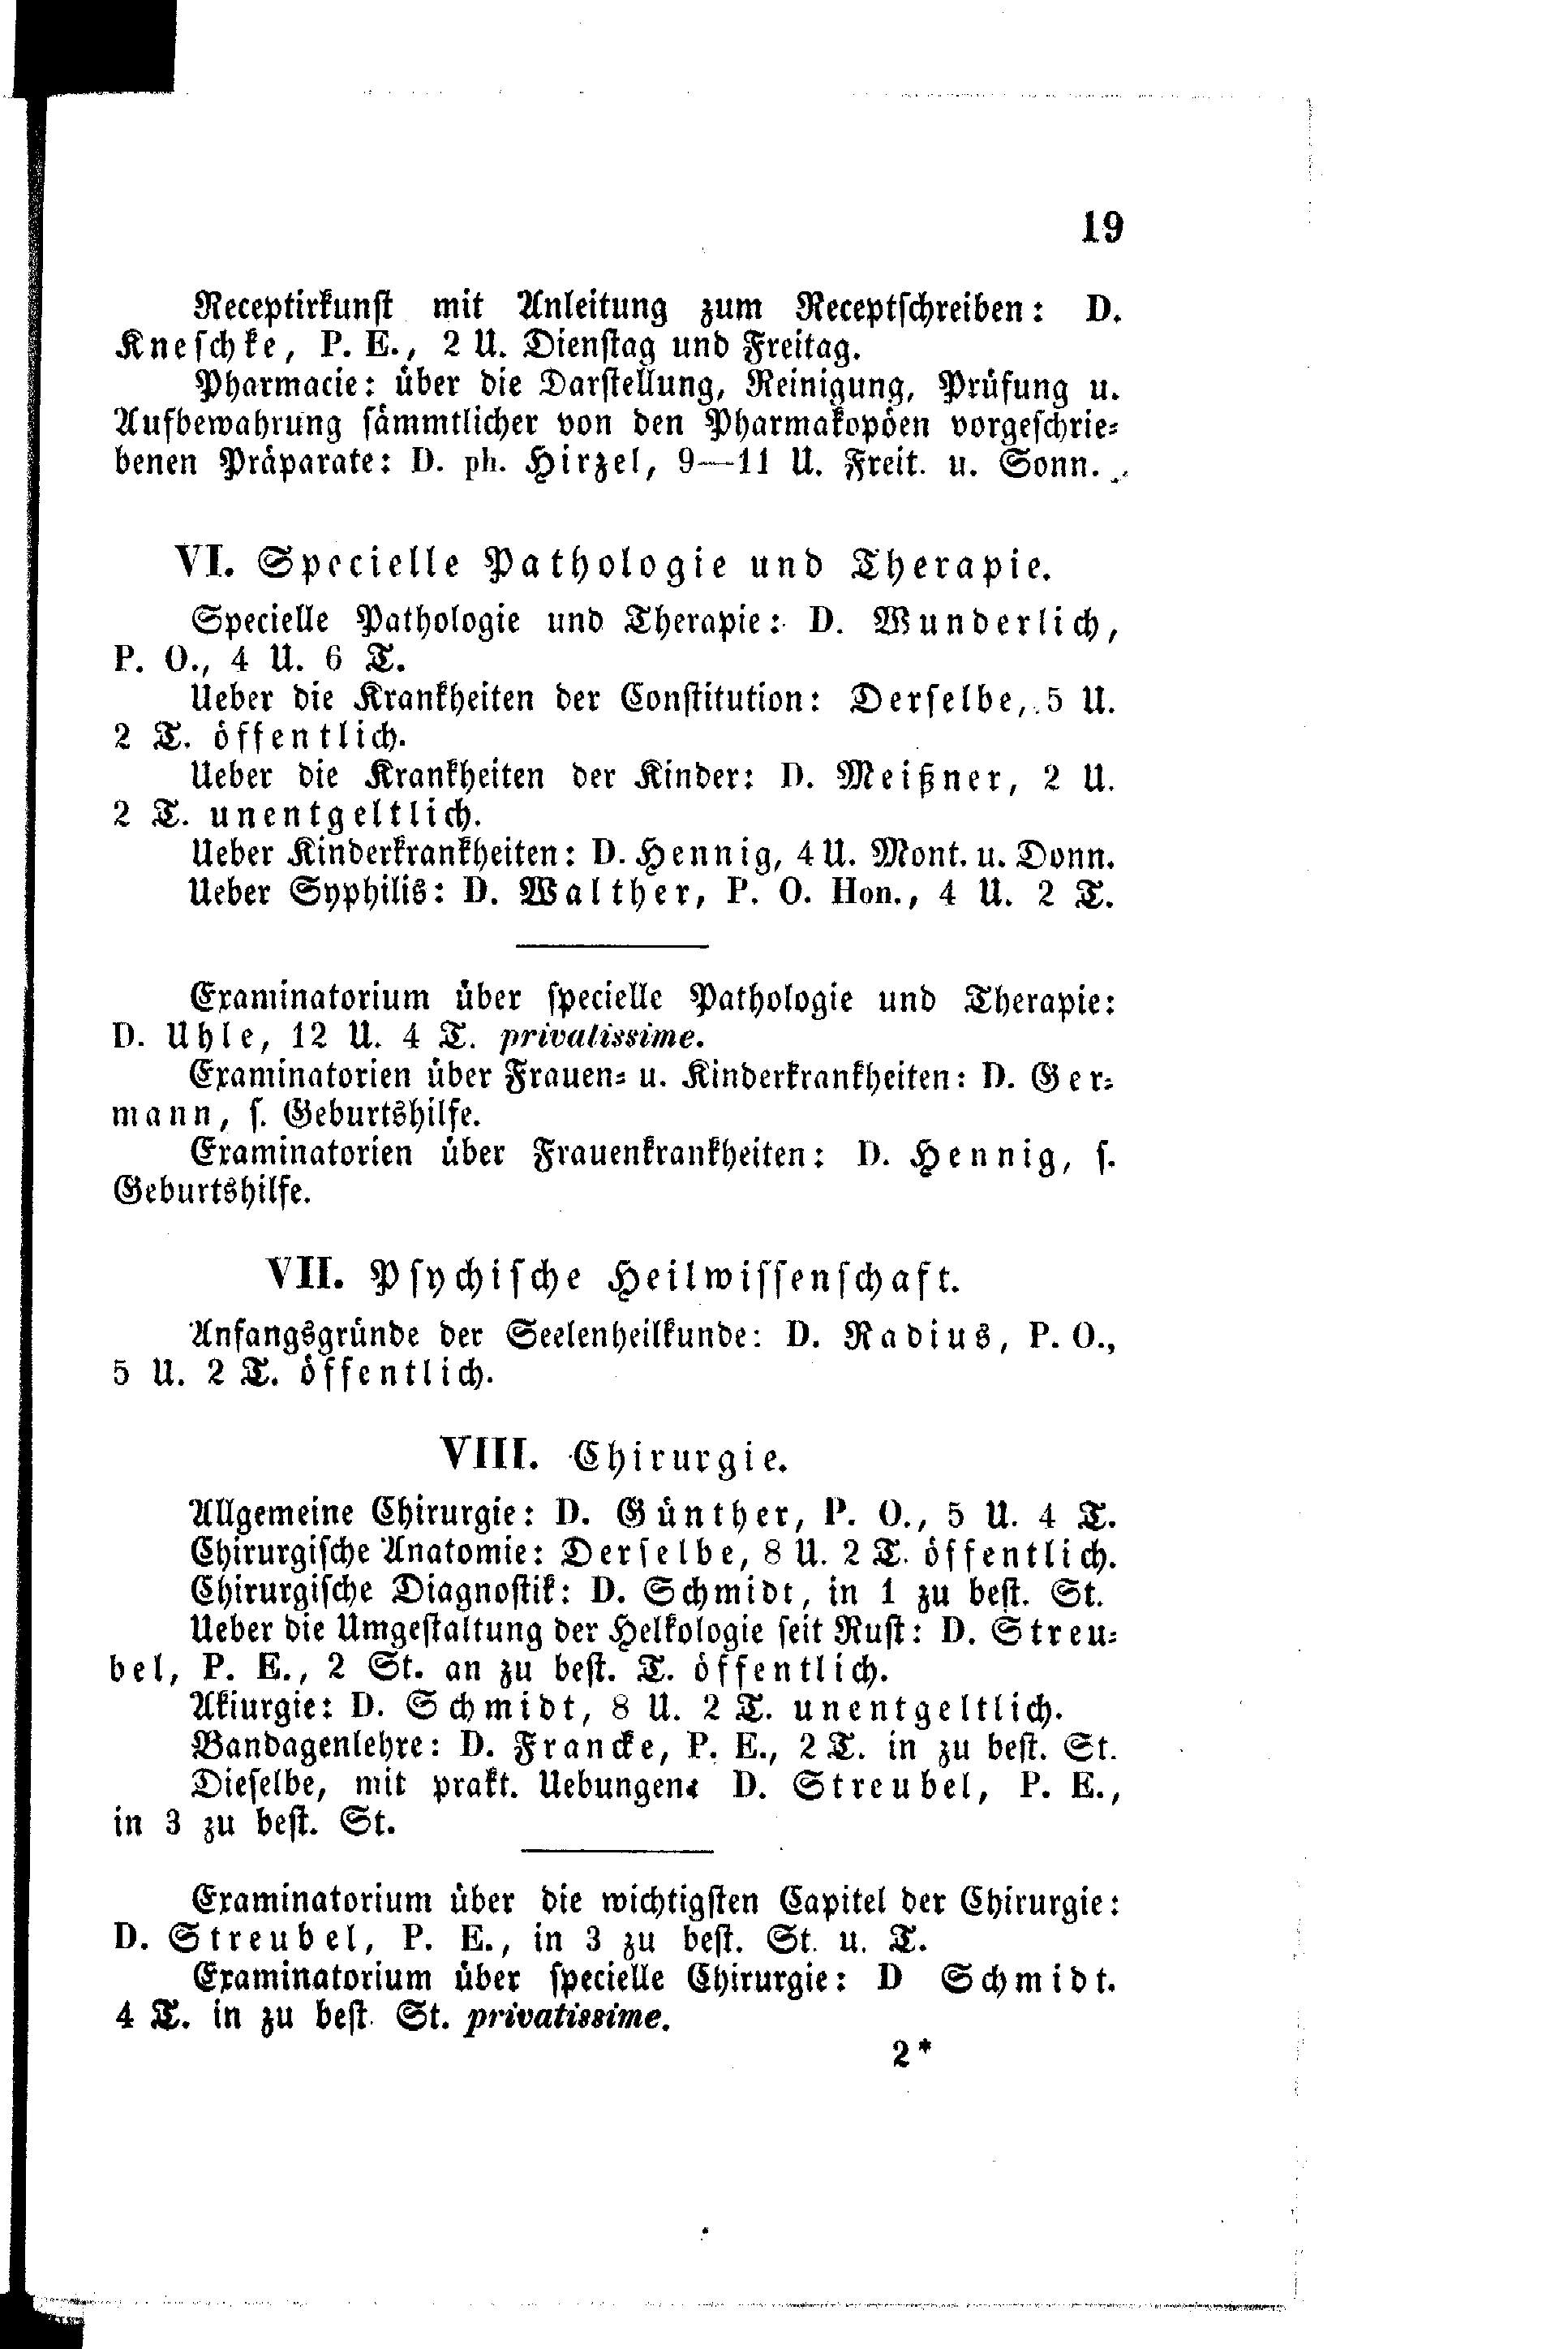 19
Receptirkunst mit Anleitung zum Receptschreiben: D.
Kneschke, P. E., 2 U. Dienstag und Freitag.
Pharmacie: über die Darstellung, Reinigung, Prüfung u.
Aufbewahrung sämmtlicher von den Pharmakopöen vorgeschrie-
benen Präparate: D. ph. Hirzel, 9—11 U. Freit. u. Sonn.
VI. Specielle Pathologie und Therapie.
Specielle Pathologie und Therapie: D. Wunderlich,
P. O., 4 U. 6 T.
Ueber die Krankheiten der Constitution: Derselbe, 5 U.
2 T. öffentlich.
Ueber die Krankheiten der Kinder: D. Meißner, 2 U.
2 T. unentgeltlich.
Ueber Kinderkrankheiten: D. Hennig, 4 U. Mont. u. Donn.
Ueber Syphilis: D. Walther, P. O. Hon., 4 U. 2 T.
Examinatorium über specielle Pathologie und Therapie:
D. Uhle, 12 U. 4 T. privatissime.
Examinatorien über Frauen- u. Kinderkrankheiten: D. Ger-
mann, s. Geburtshilfe.
Examinatorien über Frauenkrankheiten: D. Hennig, s.
Geburtshilfe.
VII. Psychische Heilwissenschaft.
Anfangsgründe der Seelenheilkunde: D. Radius, P. O.,
5 U. 2 T. öffentlich.
VIII. Chirurgie.
Allgemeine Chirurgie: D. Günther, P. O., 5 U. 4 T.
Chirurgische Anatomie: Derselbe, 8 U. 2 T. öffentlich.
Chirurgische Diagnostik: D. Schmidt, in 1 zu best. St.
Ueber die Umgestaltung der Helkologie seit Rust: D. Streu-
bel, P. E., 2 St. an zu best. T. öffentlich.
Akiurgie: D. Schmidt, 8 U. 2 T. unentgeltlich.
Bandagenlehre: D. Francke, P. E., 2 T. in zu best. St.
Dieselbe, mit prakt. Uebungen: D. Streubel, P. E.,
in 3 zu best. St.
Examinatorium über die wichtigsten Capitel der Chirurgie:
D. Streubel, P. E., in 3 zu best. St. u. T.
Examinatorium über specielle Chirurgie: D Schmidt.
4 T. in zu best. St. privatissime.
2*